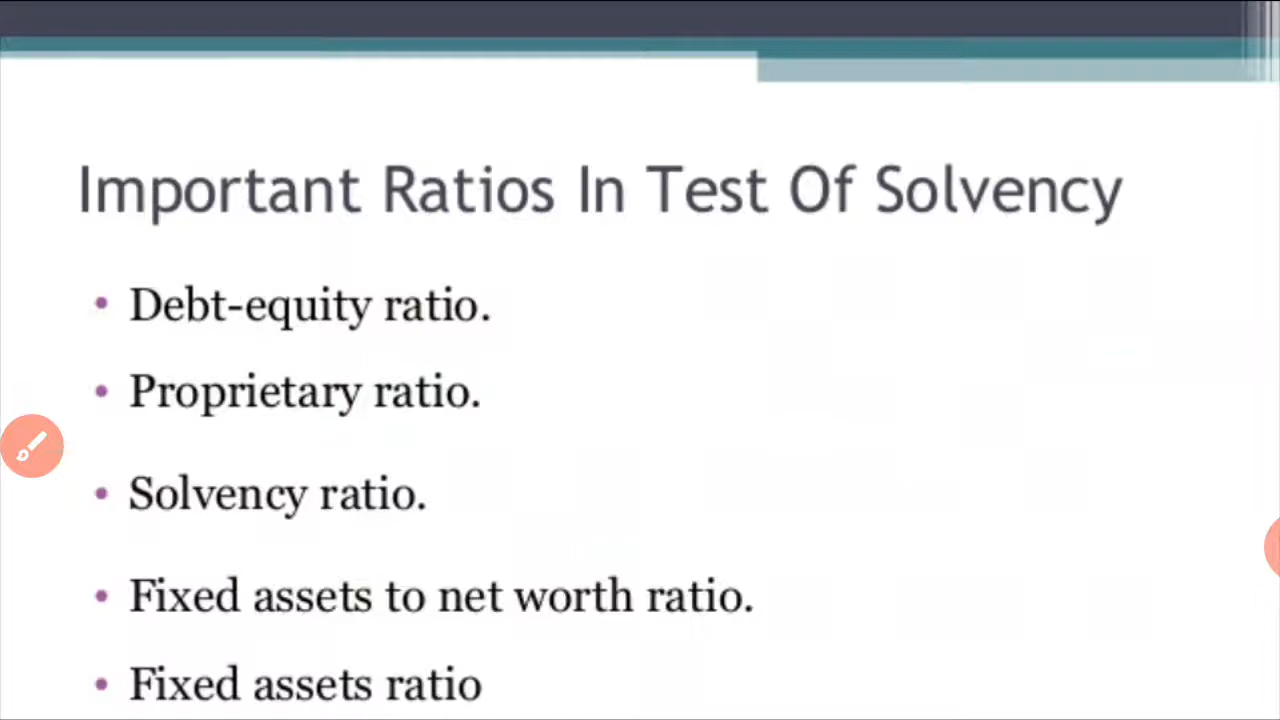 Important Ratios In Test Of Solvency
• Debt-equity ratio.
• Proprietary ratio.
• Solvency ratio.
• Fixed assets to net worth ratio.
• Fixed assets ratio